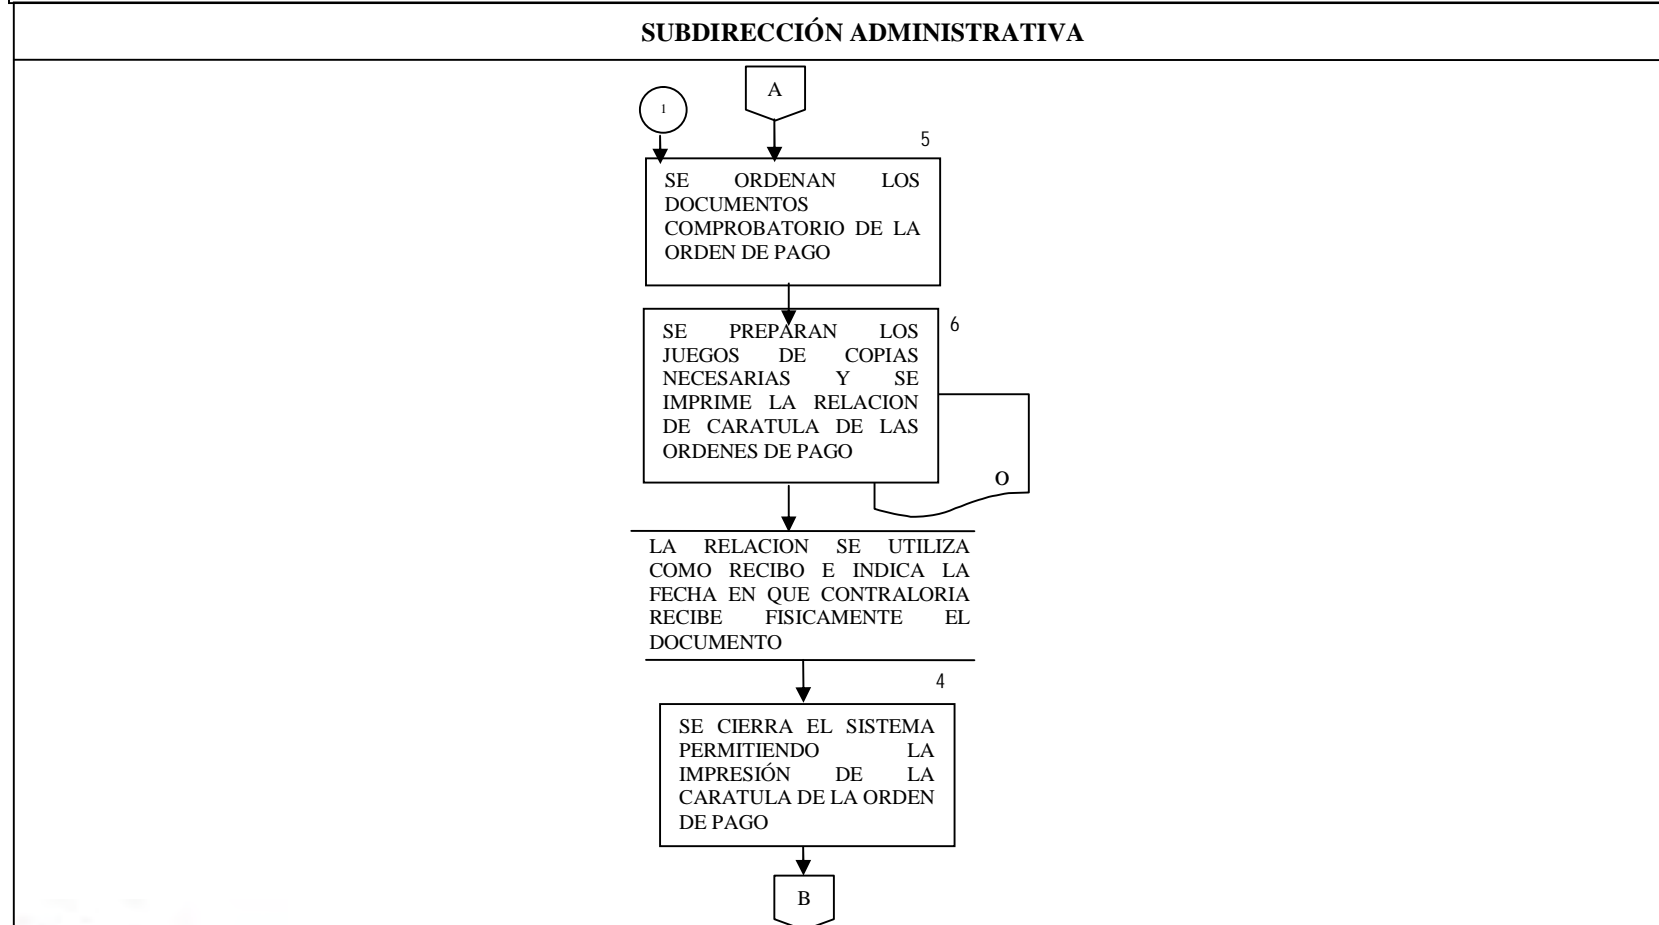 SUBDIRECCIÓN ADMINISTRATIVA
A
1
5
SE ORDENAN LOS
DOCUMENTOS
COMPROBATORIO DE LA
ORDEN DE PAGO
6
SE PREPARAN LOS
JUEGOS DE COPIAS
NECESARIAS Y SE
IMPRIME LA RELACION
DE CARATULA DE LAS
ORDENES DE PAGO
O
LA RELACION SE UTILIZA
COMO RECIBO E INDICA LA
FECHA EN QUE CONTRALORIA
RECIBE FISICAMENTE EL
DOCUMENTO
4
SE CIERRA EL SISTEMA
PERMITIENDO LA
IMPRESIÓN DE LA
CARATULA DE LA ORDEN
DE PAGO
B